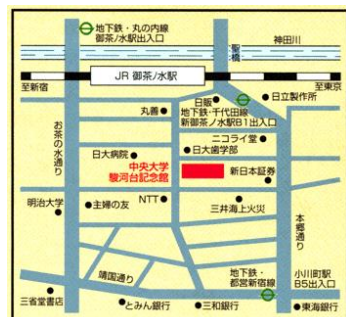 地下鉄・丸の内線
御茶ノ水駅出入口
神田川
聖橋
JR 御茶ノ水駅
至新宿
至東京
日販
日立製作所
丸善
地下鉄・千代田線
新御茶ノ水駅B1出入口
お茶の水通り
ニコライ堂
日大病院
日大歯学部
中央大学
駿河台記念館
新日本証券
明治大学
主婦の友
NTT
三井海上火災
本郷通り
靖国通り
地下鉄・
都営新宿線
小川町駅
B5出入口
三省堂書店
とみん銀行
三和銀行
東海銀行